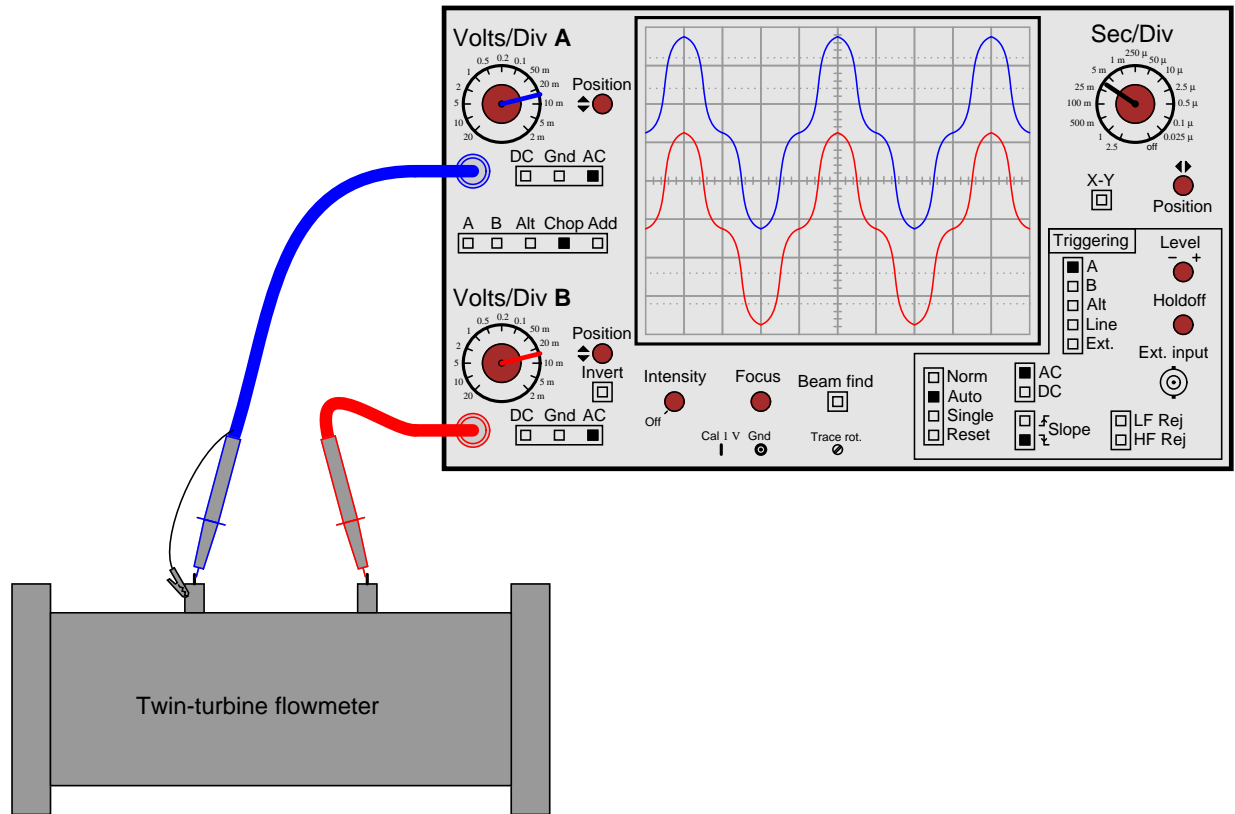 Volts/Div A
0.5 0.2 0.1
1 50 m
2 20 m
5 10 m
10 5 m
20 2 m
Position
DC Gnd AC
A B Alt Chop Add
Volts/Div B
0.5 0.2 0.1
1 50 m
2 20 m
5 10 m
10 5 m
20 2 m
Position
Invert
DC Gnd AC
Intensity
Off
Focus
Beam find
Cal 1 V Gnd
Trace rot.
Sec/Div
250 µ
1 m 50 µ
5 m 10 µ
25 m 2.5 µ
100 m 0.5 µ
500 m 0.1 µ
1 0.025 µ
2.5 off
X-Y
Position
Triggering
A
B
Alt
Line
Ext.
Level
− +
Holdoff
Ext. input
Norm
Auto
Single
Reset
AC
DC
Slope
LF Rej
HF Rej
Twin-turbine flowmeter